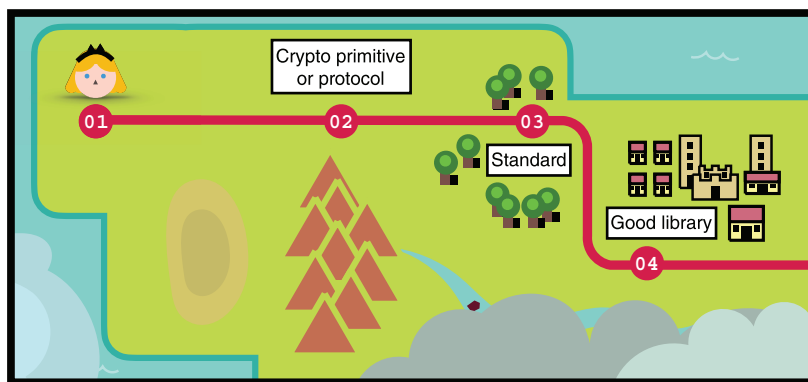 01
02
Crypto primitive
or protocol
03
Standard
04
Good library